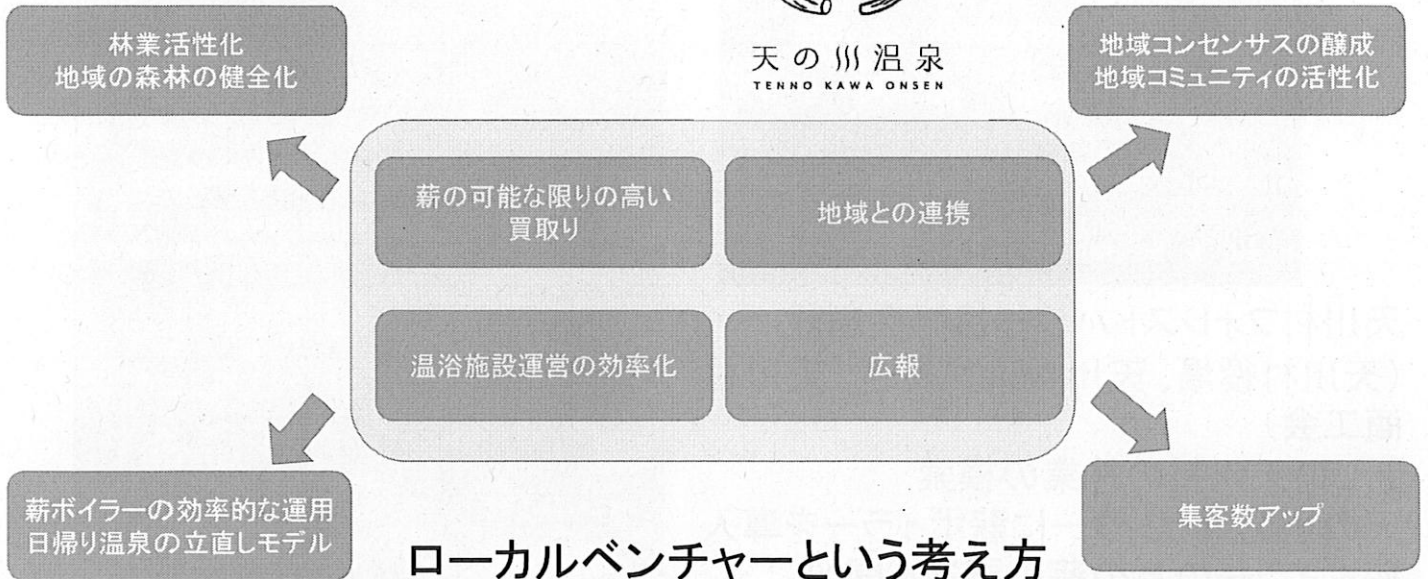 天の川温泉
TENNO KAWA ONSEN
林業活性化
地域の森林の健全化
地域コンセンサスの醸成
地域コミュニティの活性化
薪の可能な限りの高い
買取り
地域との連携
温浴施設運営の効率化
広報
薪ボイラーの効率的な運用
日帰り温泉の立直しモデル
集客数アップ
ローカルベンチャーという考え方